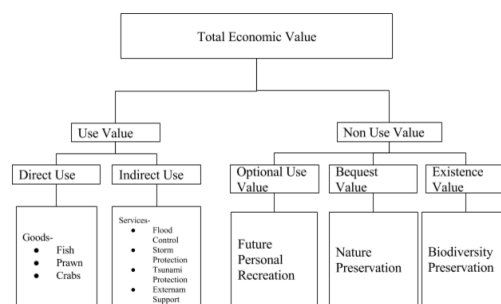 Total Economic Value
Use Value
Non Use Value
Direct Use
Indirect Use
Optional Use
Value
Bequest
Value
Existence
Value
Goods-
● Fish
● Prawn
● Crabs
Services-
● Flood
Control
● Storm
Protection
● Tsunami
Protection
● Externam
Support
Future
Personal
Recreation
Nature
Preservation
Biodiversity
Preservation